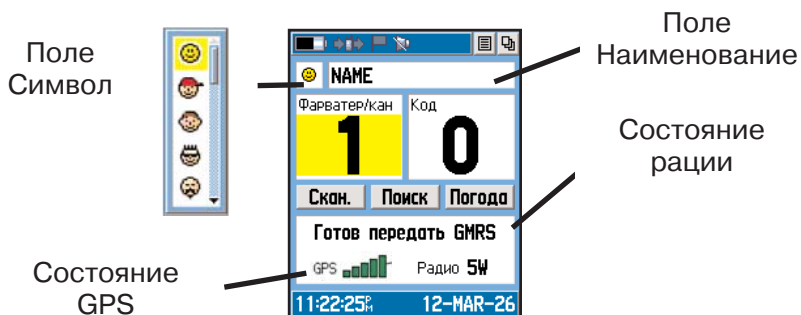 Поле
Символ
NAME
Фарватер/кан
Код
1
0
Скан.
Поиск
Погода
Готов передать GMRS
GPS
Радио 5W
11:22:25PM
12-MAR-26
Поле
Наименование
Состояние
рации
Состояние
GPS